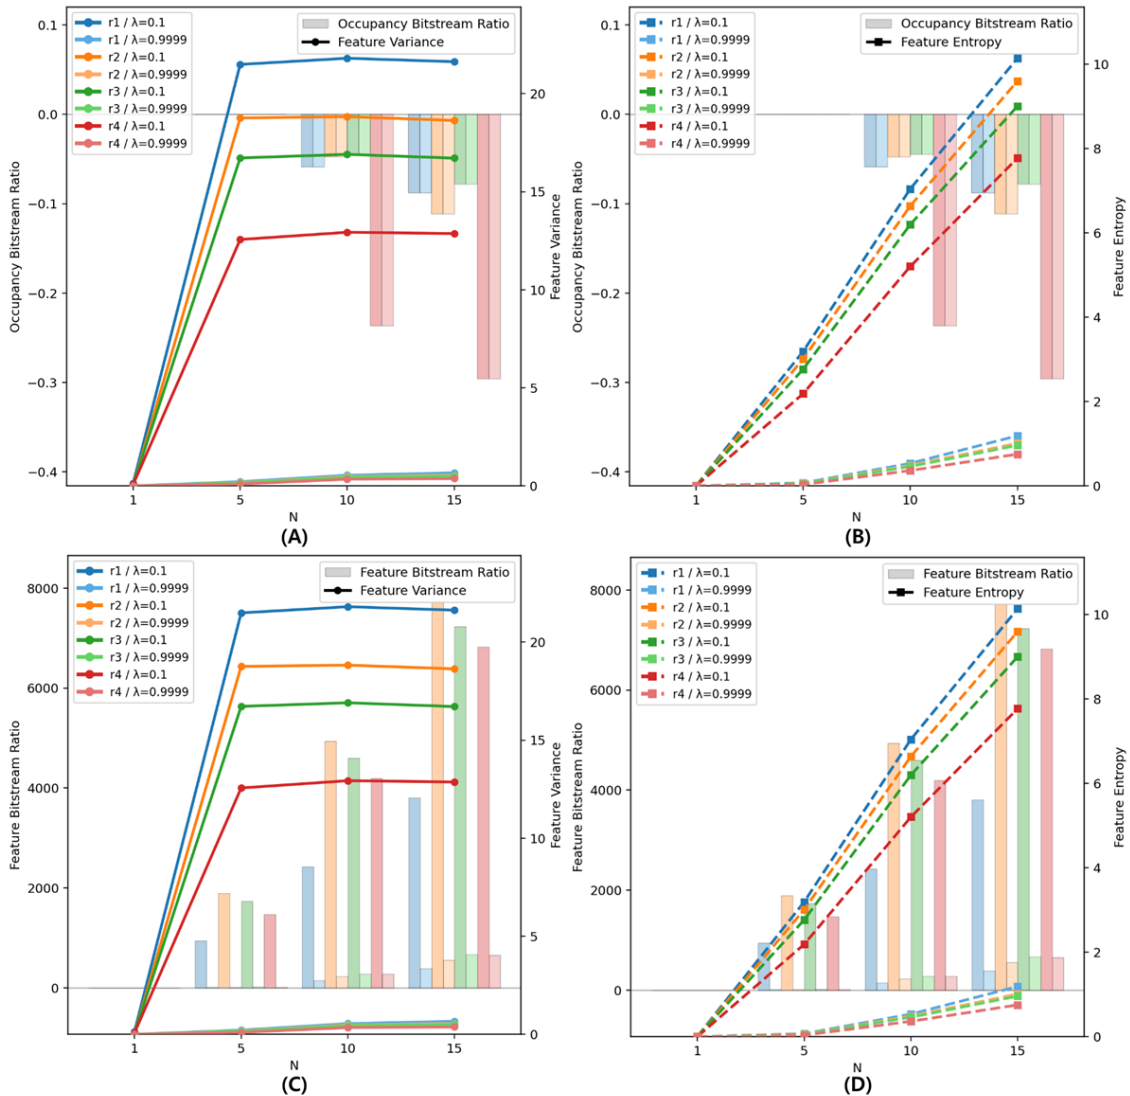 0.1
0.0
−0.1
−0.2
−0.3
−0.4
Occupancy Bitstream Ratio
r1 / λ=0.1
r1 / λ=0.9999
r2 / λ=0.1
r2 / λ=0.9999
r3 / λ=0.1
r3 / λ=0.9999
r4 / λ=0.1
r4 / λ=0.9999
Occupancy Bitstream Ratio
Feature Variance
20
15
10
5
0
Feature Variance
1 5 10 15
N
(A)
0.1
0.0
−0.1
−0.2
−0.3
−0.4
Occupancy Bitstream Ratio
r1 / λ=0.1
r1 / λ=0.9999
r2 / λ=0.1
r2 / λ=0.9999
r3 / λ=0.1
r3 / λ=0.9999
r4 / λ=0.1
r4 / λ=0.9999
Occupancy Bitstream Ratio
Feature Entropy
10
8
6
4
2
0
Feature Entropy
1 5 10 15
N
(B)
8000
6000
4000
2000
0
Feature Bitstream Ratio
r1 / λ=0.1
r1 / λ=0.9999
r2 / λ=0.1
r2 / λ=0.9999
r3 / λ=0.1
r3 / λ=0.9999
r4 / λ=0.1
r4 / λ=0.9999
Feature Bitstream Ratio
Feature Variance
20
15
10
5
0
Feature Variance
1 5 10 15
N
(C)
8000
6000
4000
2000
0
Feature Bitstream Ratio
r1 / λ=0.1
r1 / λ=0.9999
r2 / λ=0.1
r2 / λ=0.9999
r3 / λ=0.1
r3 / λ=0.9999
r4 / λ=0.1
r4 / λ=0.9999
Feature Bitstream Ratio
Feature Entropy
10
8
6
4
2
0
Feature Entropy
1 5 10 15
N
(D)